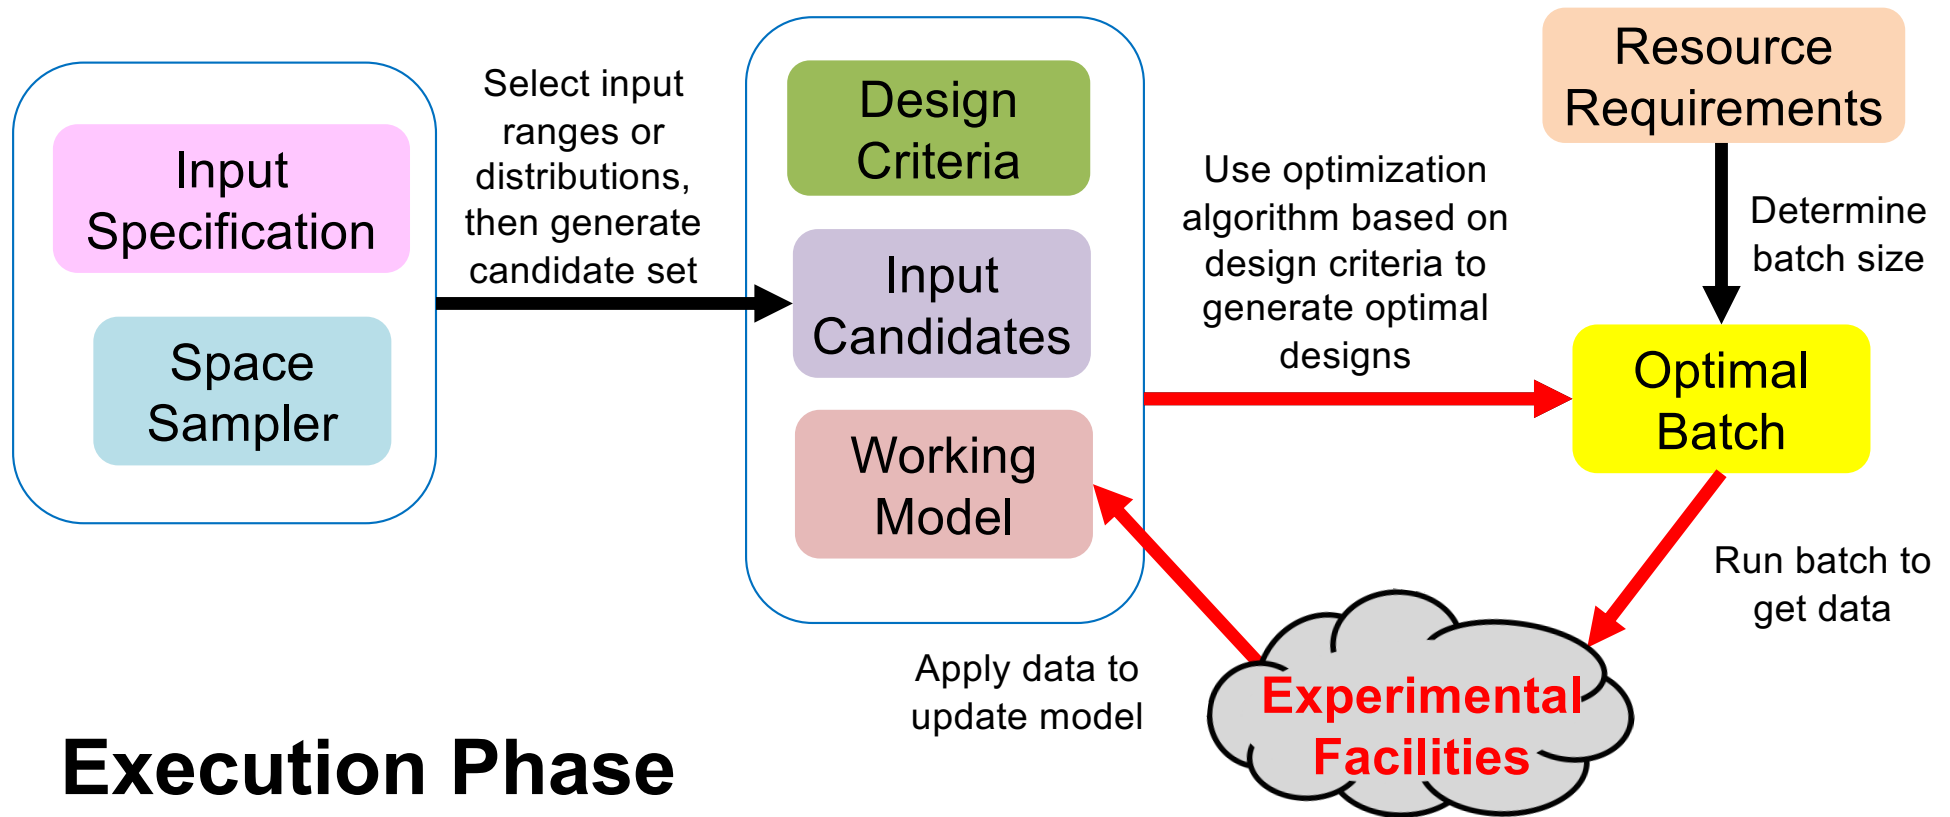 Input
Specification
Space
Sampler
Select input
ranges or
distributions,
then generate
candidate set
Design
Criteria
Input
Candidates
Working
Model
Use optimization
algorithm based on
design criteria to
generate optimal
designs
Resource
Requirements
Determine
batch size
Optimal
Batch
Run batch to
get data
Experimental
Facilities
Apply data to
update model
Execution Phase